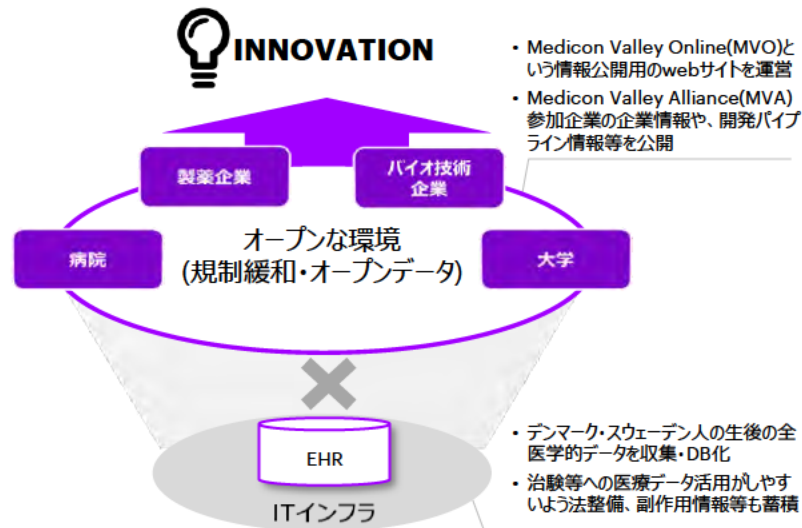 INNOVATION
• Medicon Valley Online(MVO)と
いう情報公開用のwebサイトを運営
• Medicon Valley Alliance(MVA)
参加企業の企業情報や、開発パイプ
ライン情報等を公開
製薬企業
バイオ技術
企業
オープンな環境
(規制緩和・オープンデータ)
病院
大学
EHR
ITインフラ
• デンマーク・スウェーデン人の生後の全
医学的データを収集・DB化
• 治験等への医療データ活用がしやす
いよう法整備、副作用情報等も蓄積